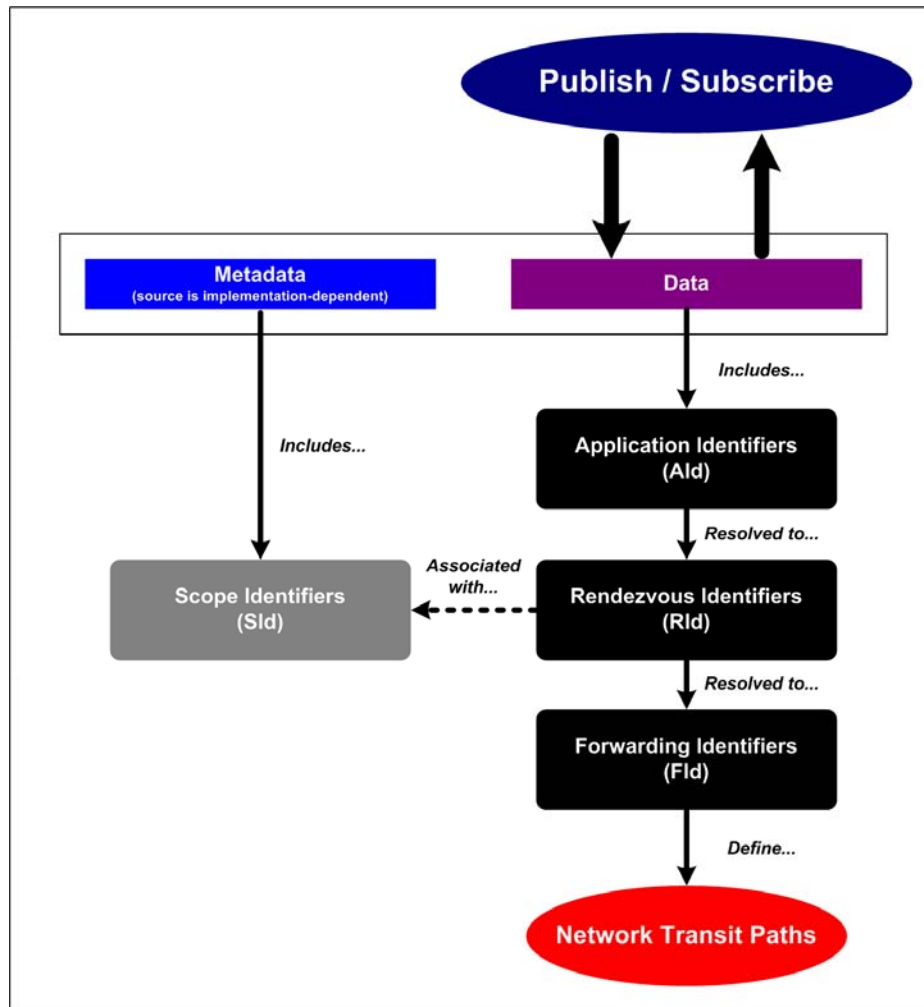 Publish / Subscribe
Metadata
(source is implementation-dependent)
Data
Includes...
Application Identifiers
(AId)
Includes...
Resolved to...
Associated
with...
Scope Identifiers
(SId)
Rendezvous Identifiers
(RId)
Resolved to...
Forwarding Identifiers
(FId)
Define...
Network Transit Paths